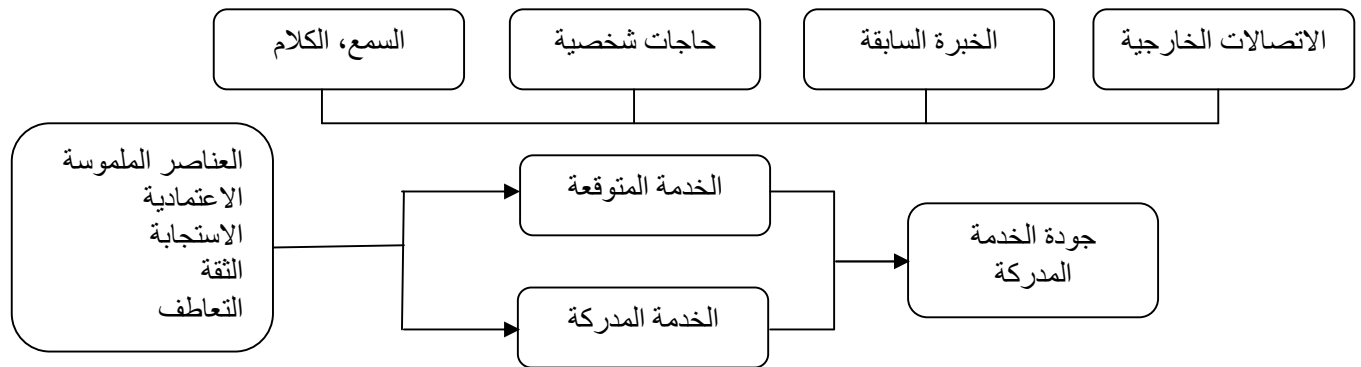 الاتصالات الخارجية
الخبرة السابقة
حاجات شخصية
السمع، الكلام
العناصر الملموسة
الاعتمادية
الاستجابة
الثقة
التعاطف
الخدمة المتوقعة
الخدمة المدركة
جودة الخدمة
المدركة